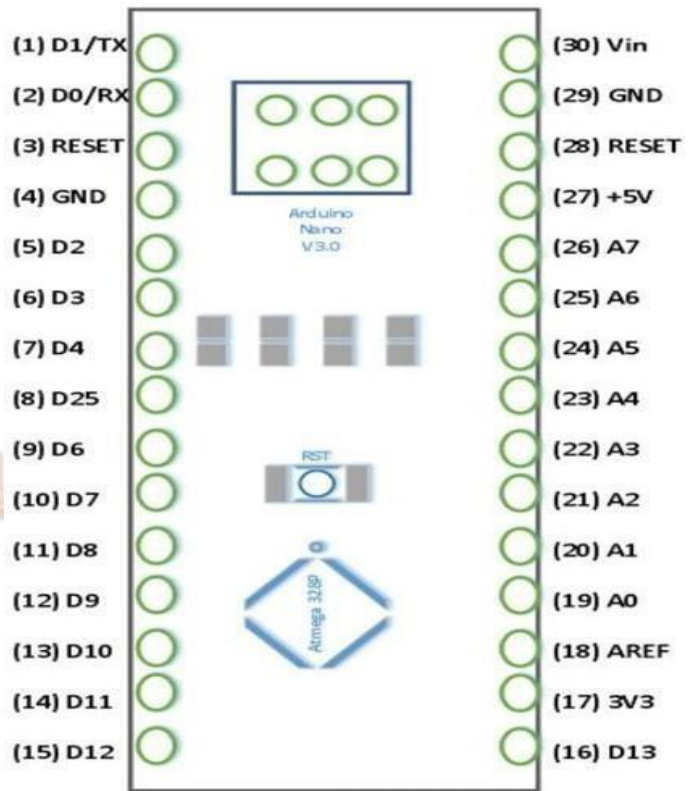 (1) D1/TX
(2) D0/RX
(3) RESET
(4) GND
(5) D2
(6) D3
(7) D4
(8) D25
(9) D6
(10) D7
(11) D8
(12) D9
(13) D10
(14) D11
(15) D12
Arduino
Nano
V3.0
RST
Atmega 328P
(30) Vin
(29) GND
(28) RESET
(27) +5V
(26) A7
(25) A6
(24) A5
(23) A4
(22) A3
(21) A2
(20) A1
(19) A0
(18) AREF
(17) 3V3
(16) D13